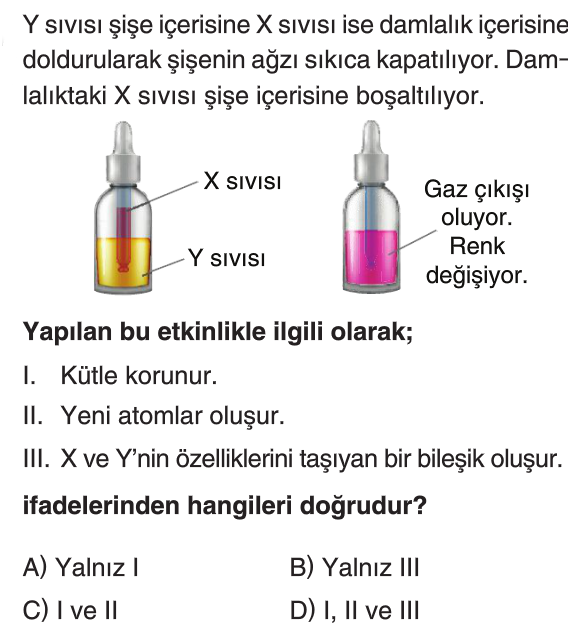 Y sıvısı şişe içerisine X sıvısı ise damlalık içerisine
doldurularak şişenin ağzı sıkıca kapatılıyor. Dam-
lalıktaki X sıvısı şişe içerisine boşaltılıyor.
X sıvısı
Y sıvısı
Gaz çıkışı
oluyor.
Renk
değişiyor.
Yapılan bu etkinlikle ilgili olarak;
I. Kütle korunur.
II. Yeni atomlar oluşur.
III. X ve Y'nin özelliklerini taşıyan bir bileşik oluşur.
ifadelerinden hangileri doğrudur?
A) Yalnız I B) Yalnız III
C) I ve II D) I, II ve III